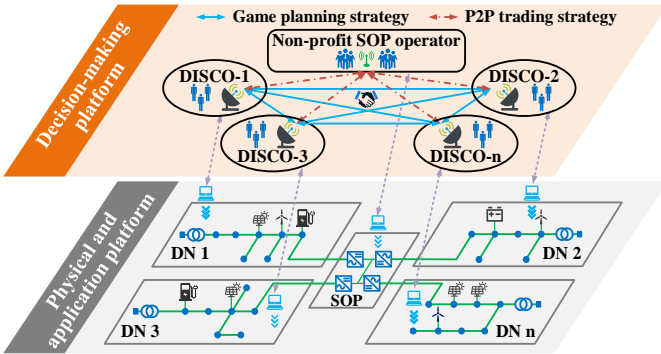 Game planning strategy
P2P trading strategy
Non-profit SOP operator
Decision-making
platform
DISCO-1
DISCO-2
DISCO-3
DISCO-n
Physical and
application platform
DN 1
DN 2
SOP
DN 3
DN n